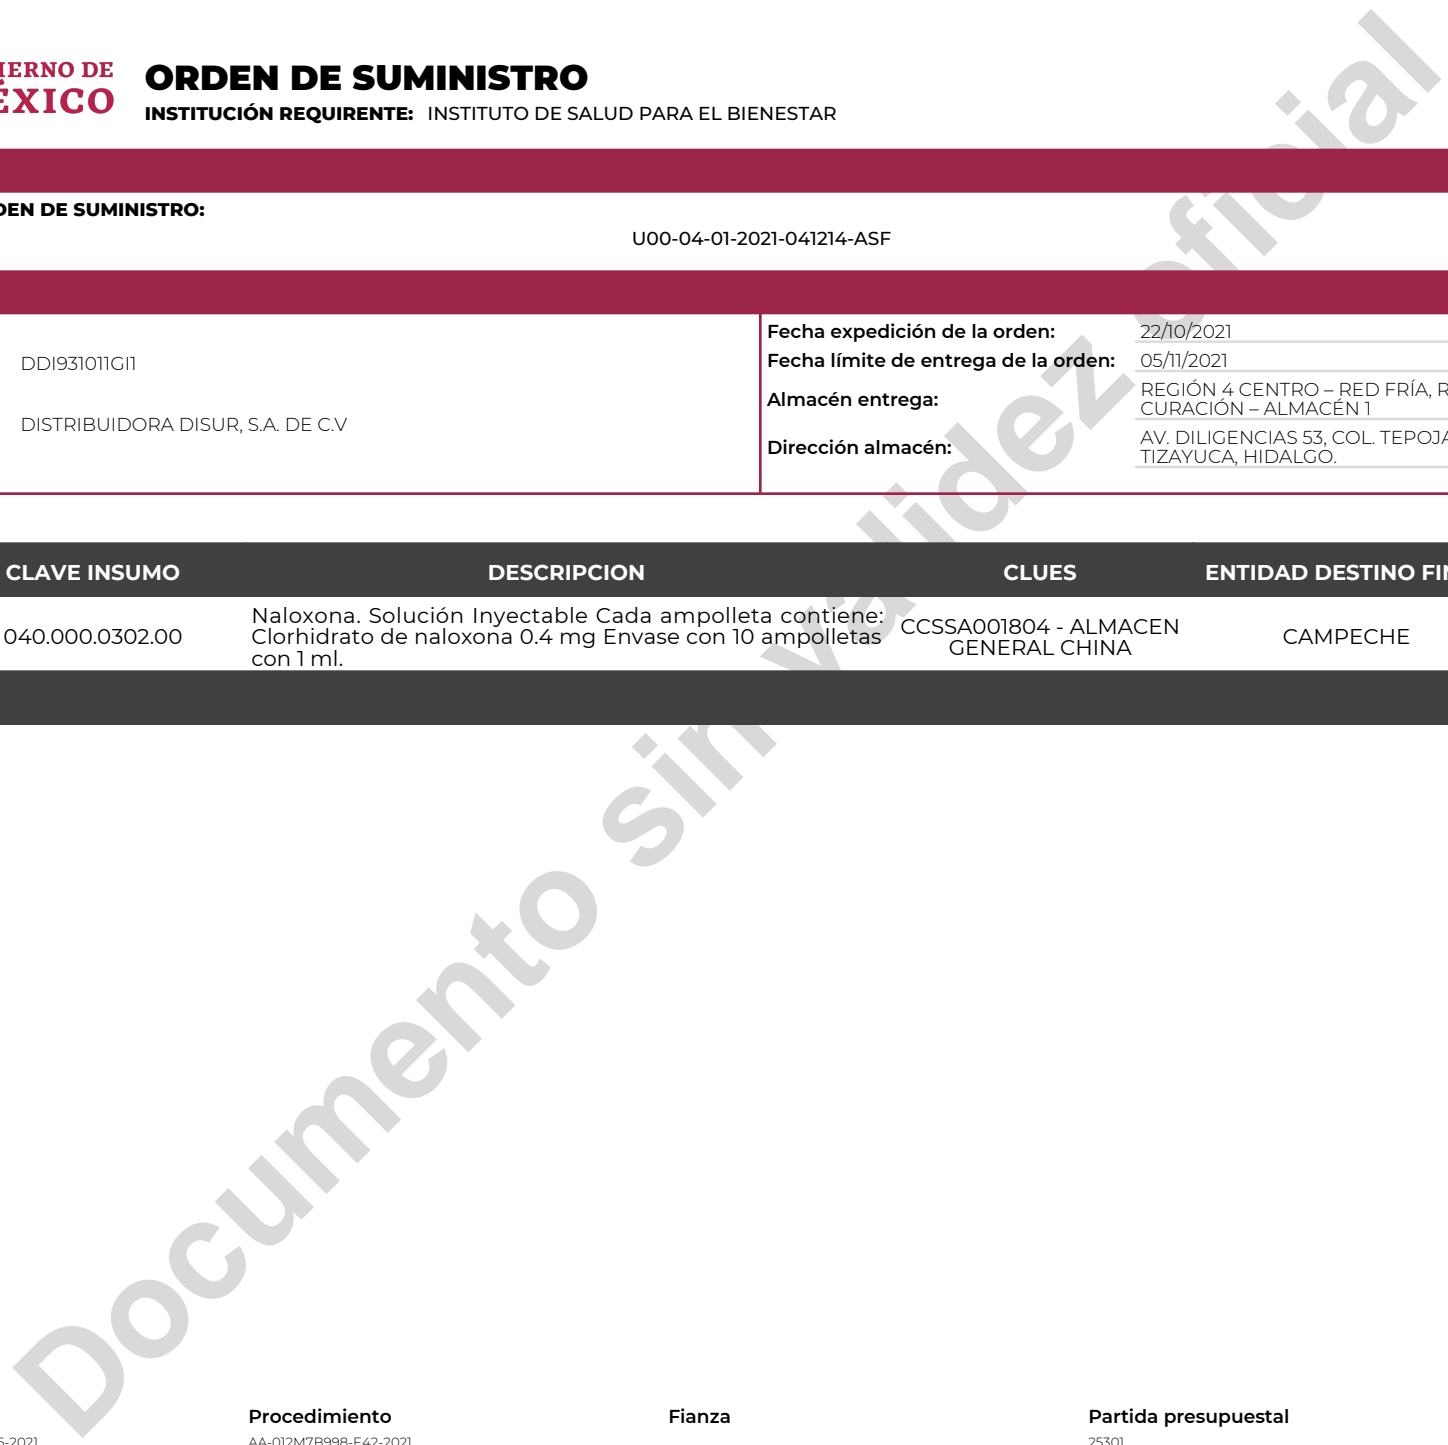 ORDEN DE SUMINISTRO
INSTITUCIÓN REQUIRENTE: INSTITUTO DE SALUD PARA EL BIENESTAR
DE
ÉXICO
DE SUMINISTRO:
U00-04-01-2021-041214-ASF
DDI931011GI1
DISTRIBUIDORA DISUR, S.A. DE C.V
Fecha expedición de la orden: 22/10/2021
Fecha límite de entrega de la orden: 05/11/2021
Almacén entrega: REGIÓN 4 CENTRO – RED FRÍA,
CURACIÓN – ALMACÉN 1
Dirección almacén: AV. DILIGENCIAS 53, COL.
TIZAYUCA, HIDALGO.
CLAVE INSUMO DESCRIPCION CLUES ENTIDAD DESTINO
040.000.0302.00
Naloxona. Solución Inyectable Cada ampolleta contiene:
Clorhidrato de naloxona 0.4 mg Envase con 10 ampolletas
con 1 ml.
CCSSA001804 - ALMACEN
GENERAL CHINA
CAMPECHE
Documento sin validez oficial
Procedimiento Fianza Partida presupuestal
AA-012M7B998-E42-2021 25301